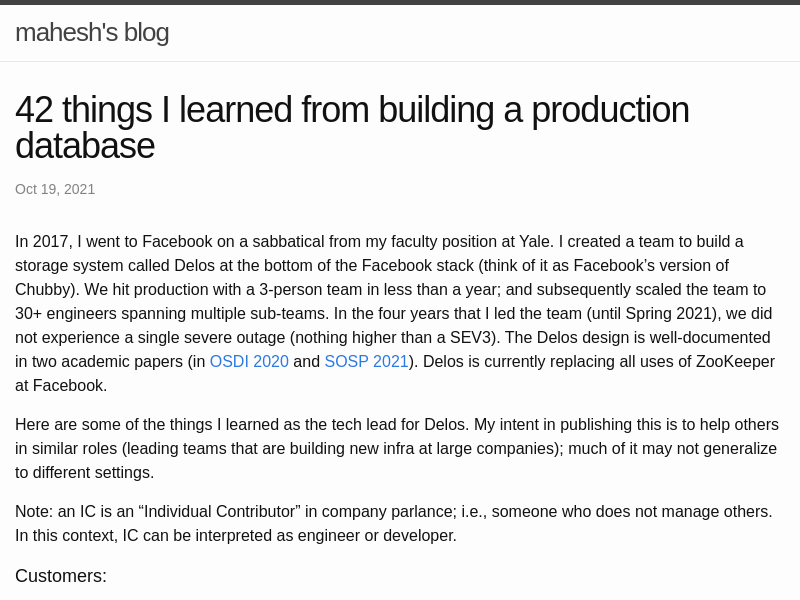 mahesh's blog
42 things I learned from building a production
database
Oct 19, 2021
In 2017, I went to Facebook on a sabbatical from my faculty position at Yale. I created a team to build a
storage system called Delos at the bottom of the Facebook stack (think of it as Facebook’s version of
Chubby). We hit production with a 3-person team in less than a year; and subsequently scaled the team to
30+ engineers spanning multiple sub-teams. In the four years that I led the team (until Spring 2021), we did
not experience a single severe outage (nothing higher than a SEV3). The Delos design is well-documented
in two academic papers (in OSDI 2020 and SOSP 2021). Delos is currently replacing all uses of ZooKeeper
at Facebook.
Here are some of the things I learned as the tech lead for Delos. My intent in publishing this is to help others
in similar roles (leading teams that are building new infra at large companies); much of it may not generalize
to different settings.
Note: an IC is an “Individual Contributor” in company parlance; i.e., someone who does not manage others.
In this context, IC can be interpreted as engineer or developer.
Customers: